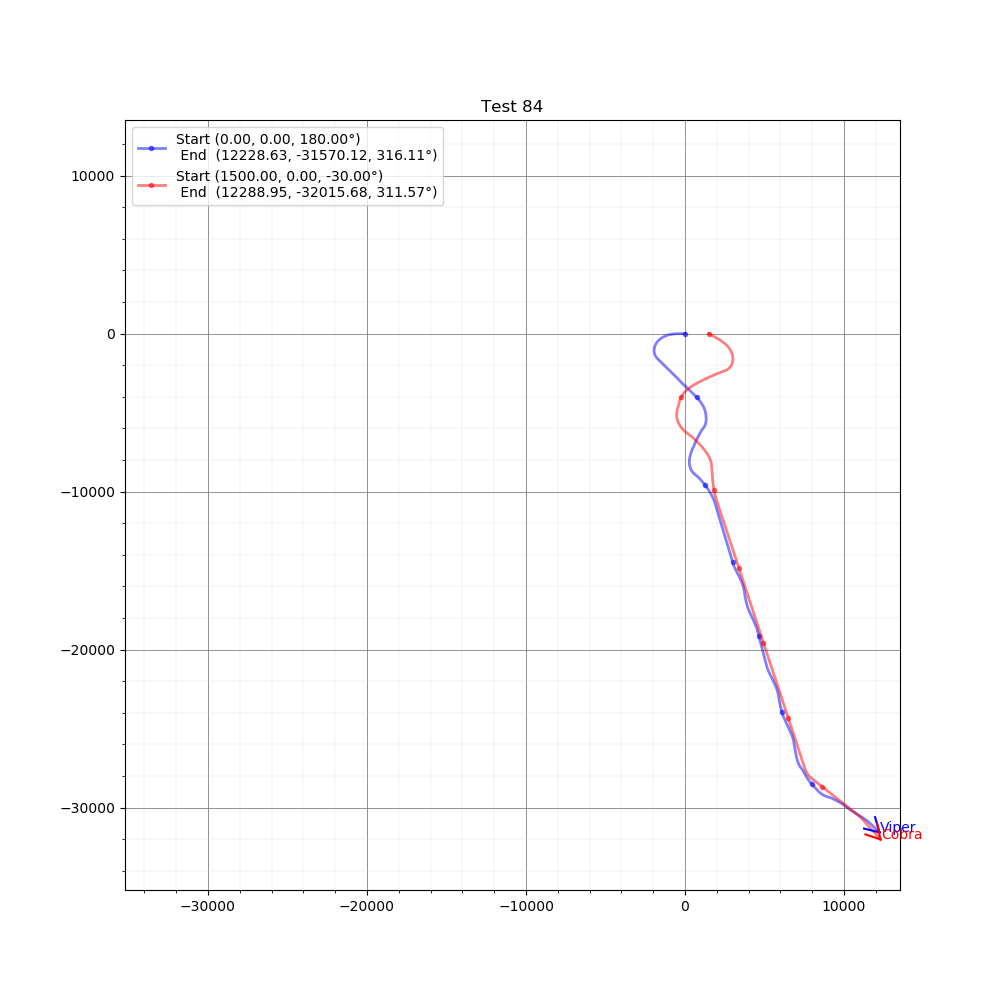 Test 84
Start (0.00, 0.00, 180.00°)
End  (12228.63, -31570.12, 316.11°)
Start (1500.00, 0.00, -30.00°)
End  (12288.95, -32015.68, 311.57°)
10000
0
−10000
−20000
−30000
Viper
Cobra
−30000 −20000 −10000 0 10000